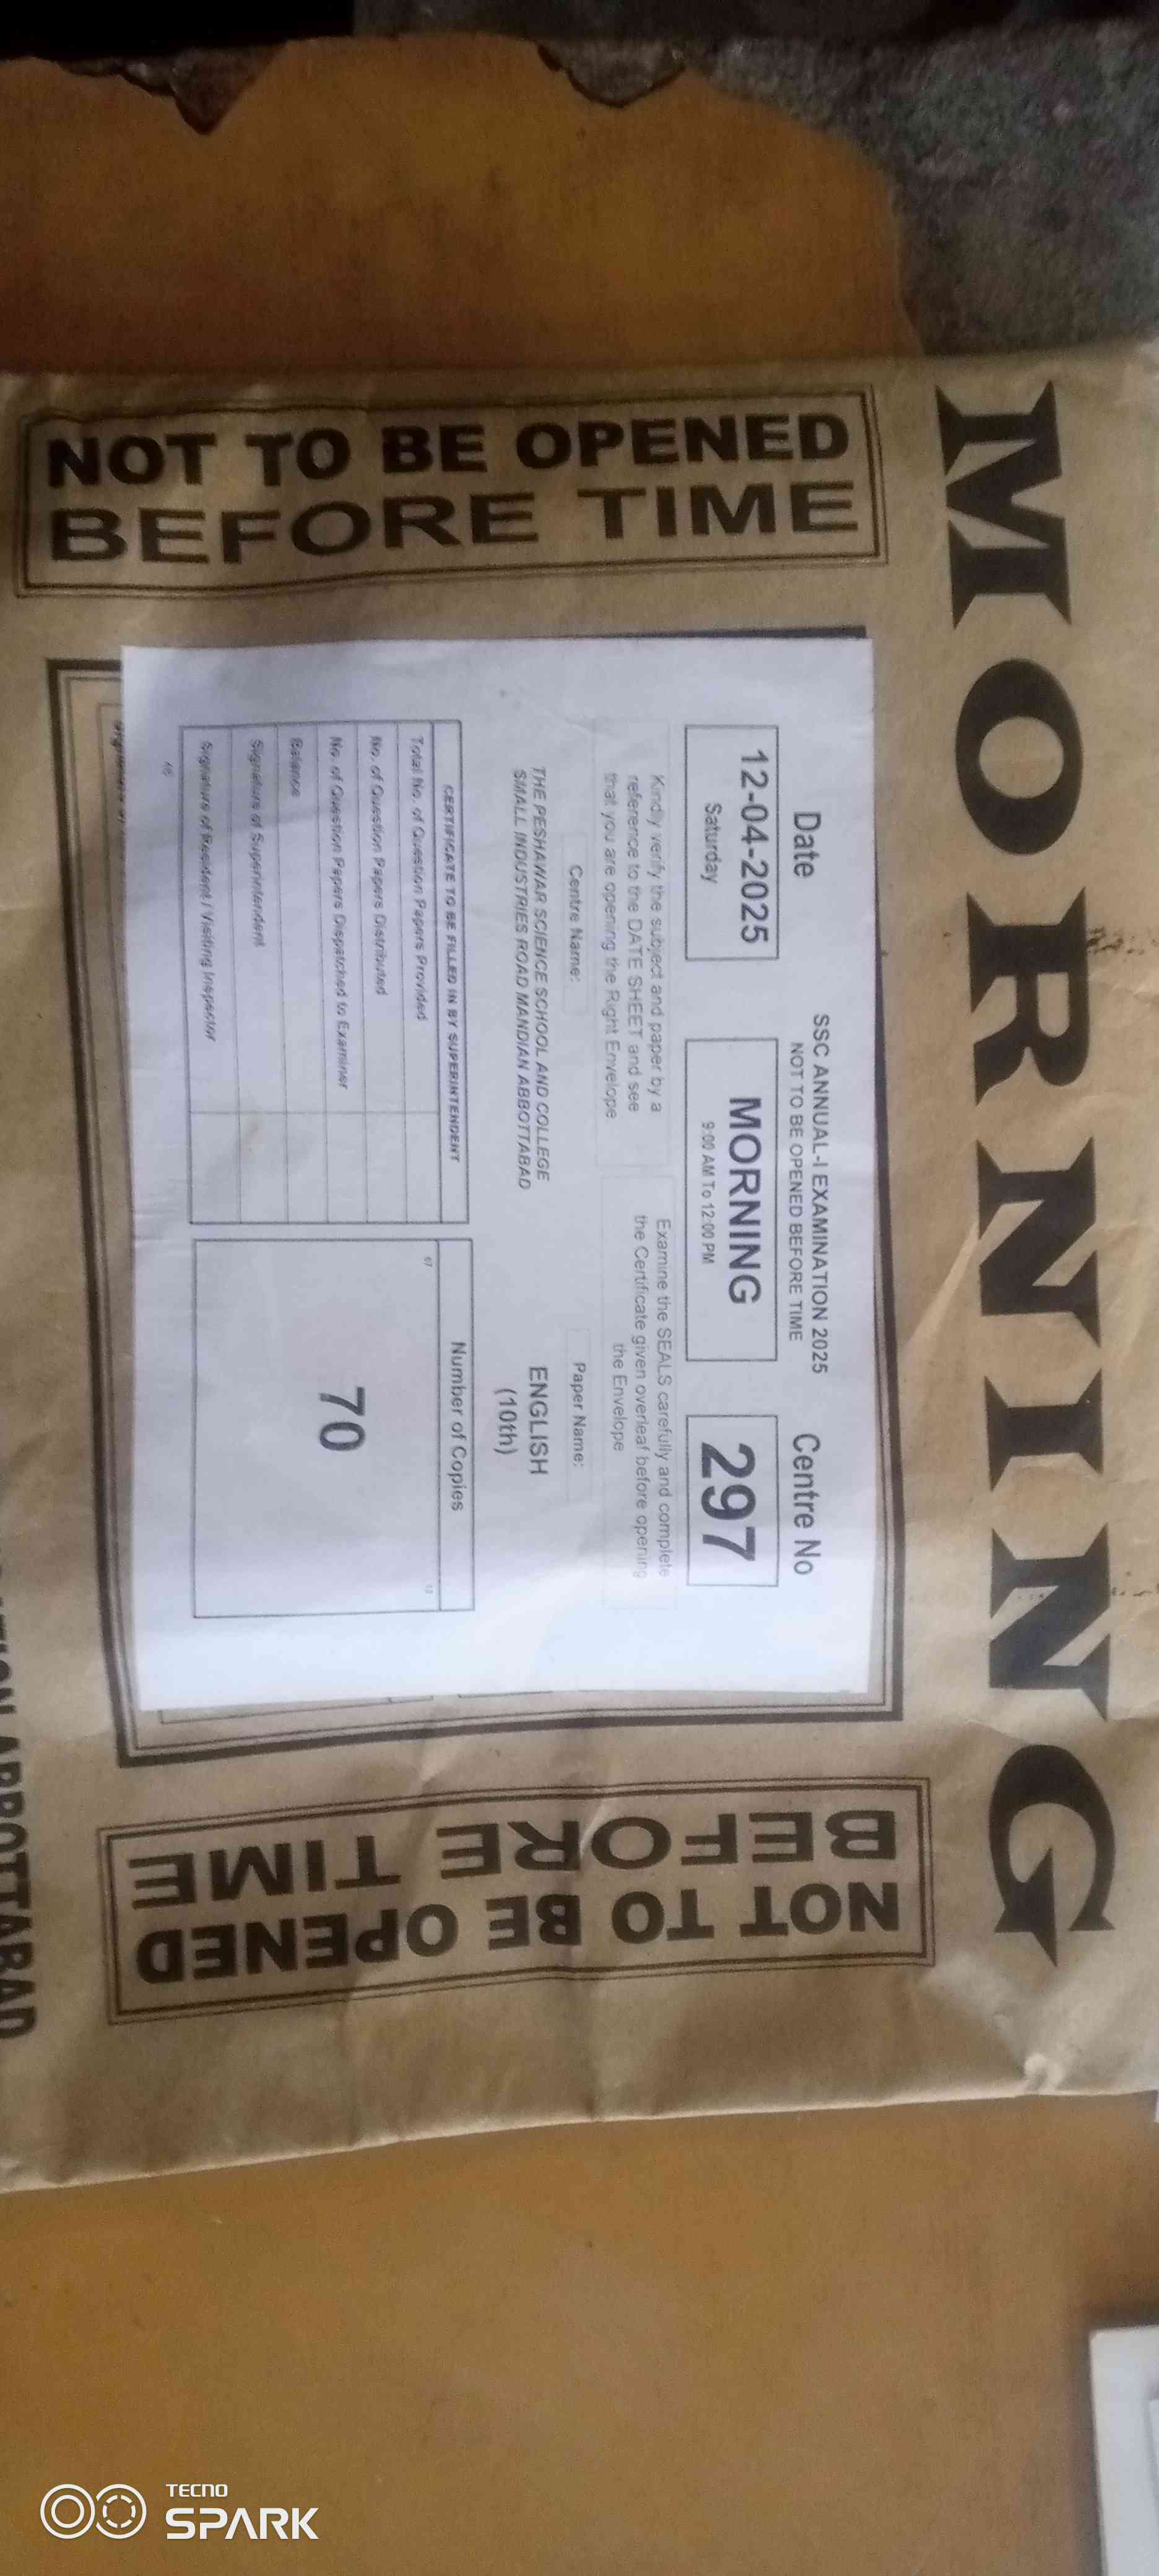 MORNING
NOT TO BE OPENED
BEFORE TIME
SSC ANNUAL-I EXAMINATION 2025
NOT TO BE OPENED BEFORE TIME
Date
12-04-2025
Saturday
MORNING
9:00 AM To 12:00 PM
Centre No
297
Kindly verify the subject and paper by a
reference to the DATE SHEET and see
that you are opening the Right Envelope.
Examine the SEALS carefully and complete
the Certificate given overleaf before opening
the Envelope
Centre Name:
THE PESHAWAR SCIENCE SCHOOL AND COLLEGE
SMALL INDUSTRIES ROAD MANDIAN ABBOTTABAD
Paper Name:
ENGLISH
(10th)
CERTIFICATE TO BE FILLED IN BY SUPERINTENDENT
Total No. of Question Papers Provided
No. of Question Papers Distributed
No. of Question Papers Dispatched to Examiner
Balance
Signature of Superintendent
Signature of Resident / Visiting Inspector
Number of Copies
70
NOT TO BE OPENED
BEFORE TIME
ABBOTTABAD
TECNO
SPARK